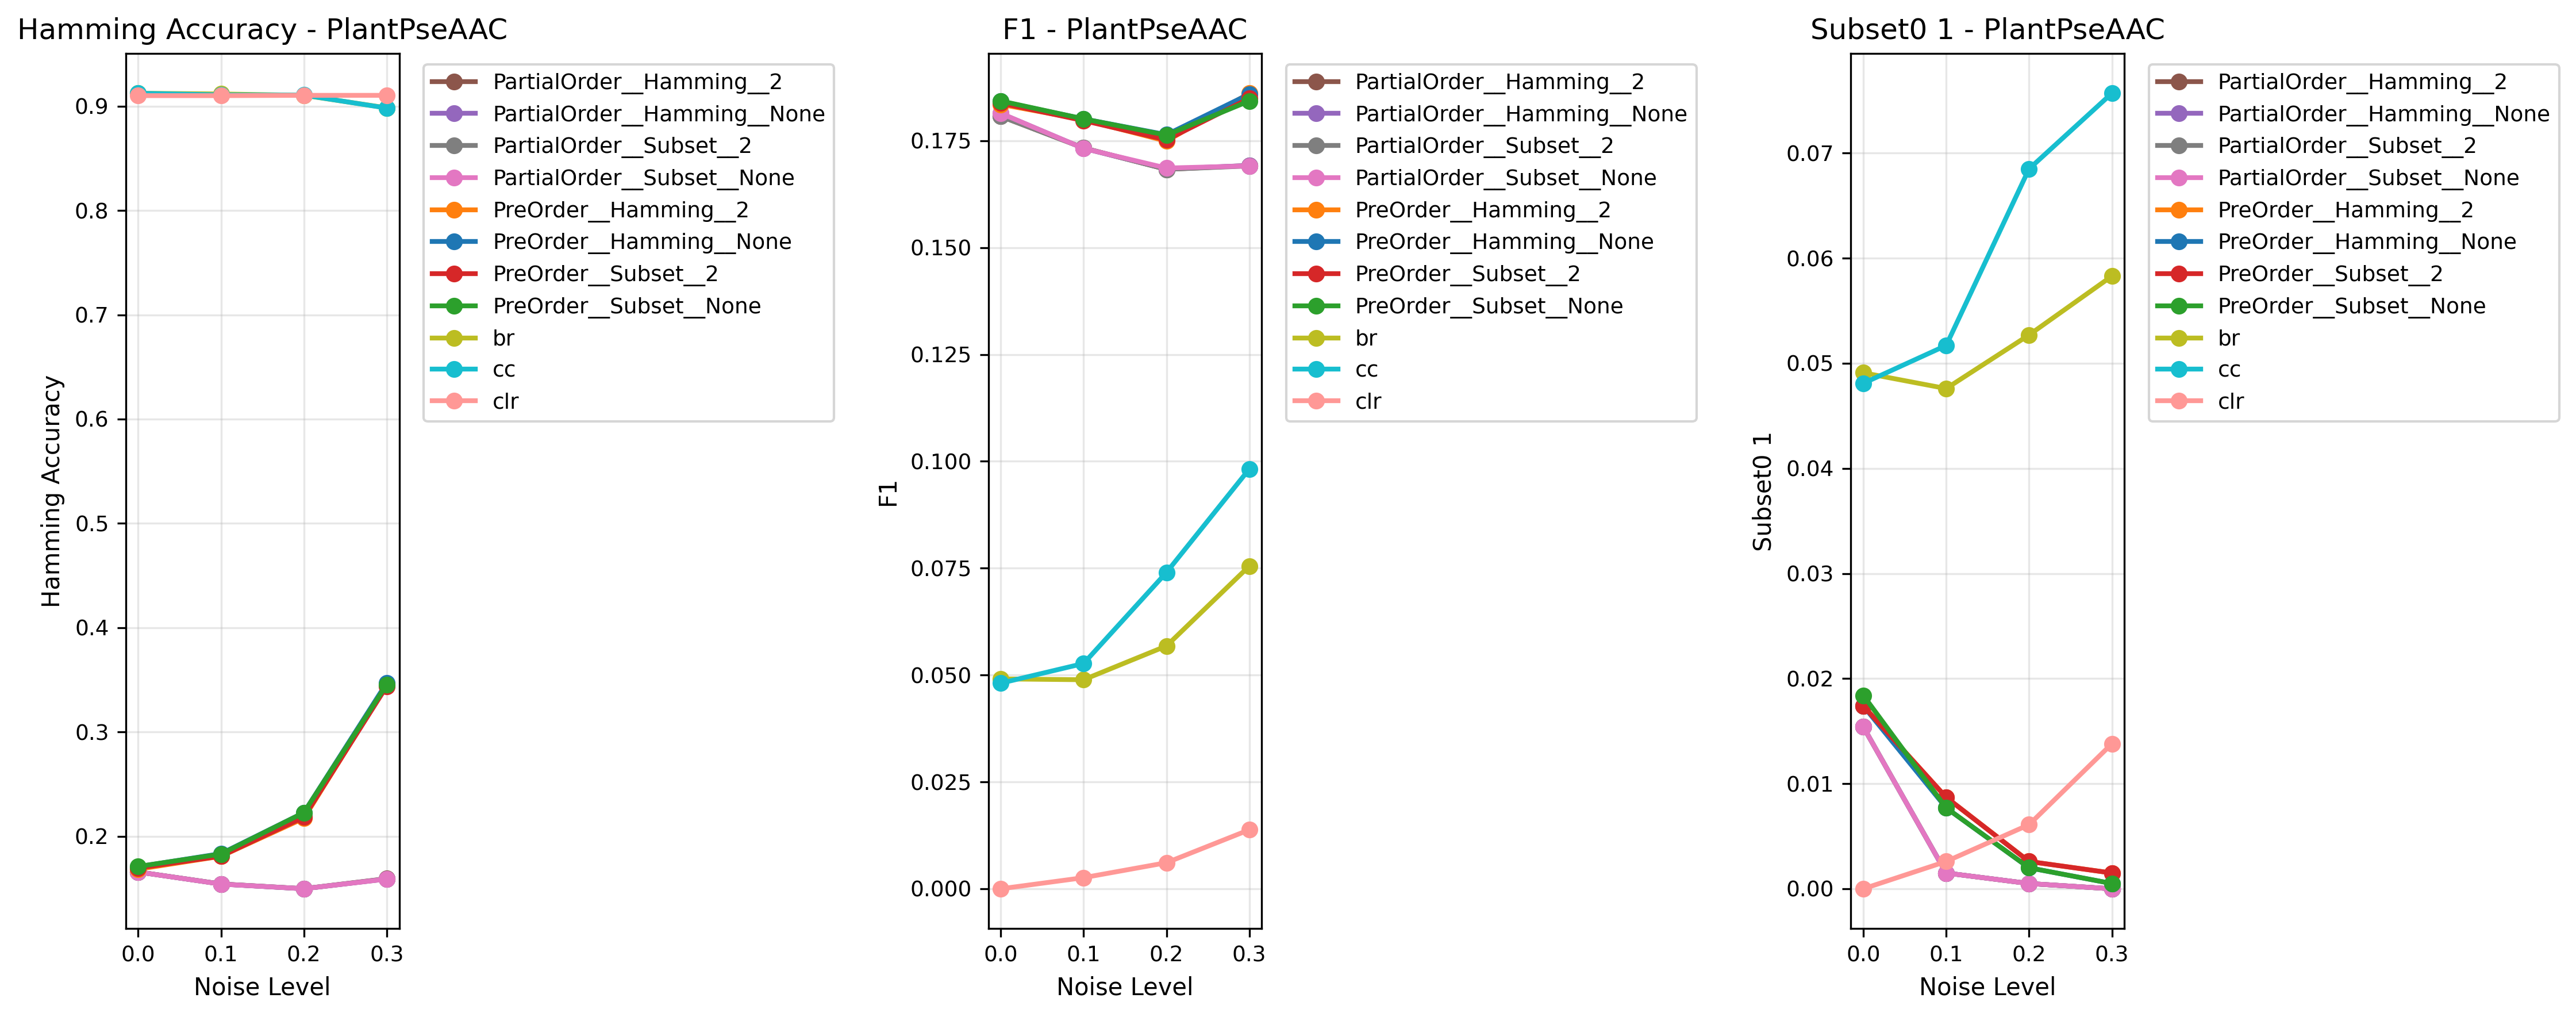 Hamming Accuracy - PlantPseAAC
Hamming Accuracy
0.9
0.8
0.7
0.6
0.5
0.4
0.3
0.2
0.0 0.1 0.2 0.3
Noise Level
PartialOrder__Hamming__2
PartialOrder__Hamming__None
PartialOrder__Subset__2
PartialOrder__Subset__None
PreOrder__Hamming__2
PreOrder__Hamming__None
PreOrder__Subset__2
PreOrder__Subset__None
br
cc
clr
F1 - PlantPseAAC
F1
0.175
0.150
0.125
0.100
0.075
0.050
0.025
0.000
0.0 0.1 0.2 0.3
Noise Level
PartialOrder__Hamming__2
PartialOrder__Hamming__None
PartialOrder__Subset__2
PartialOrder__Subset__None
PreOrder__Hamming__2
PreOrder__Hamming__None
PreOrder__Subset__2
PreOrder__Subset__None
br
cc
clr
Subset0 1 - PlantPseAAC
Subset0 1
0.07
0.06
0.05
0.04
0.03
0.02
0.01
0.00
0.0 0.1 0.2 0.3
Noise Level
PartialOrder__Hamming__2
PartialOrder__Hamming__None
PartialOrder__Subset__2
PartialOrder__Subset__None
PreOrder__Hamming__2
PreOrder__Hamming__None
PreOrder__Subset__2
PreOrder__Subset__None
br
cc
clr